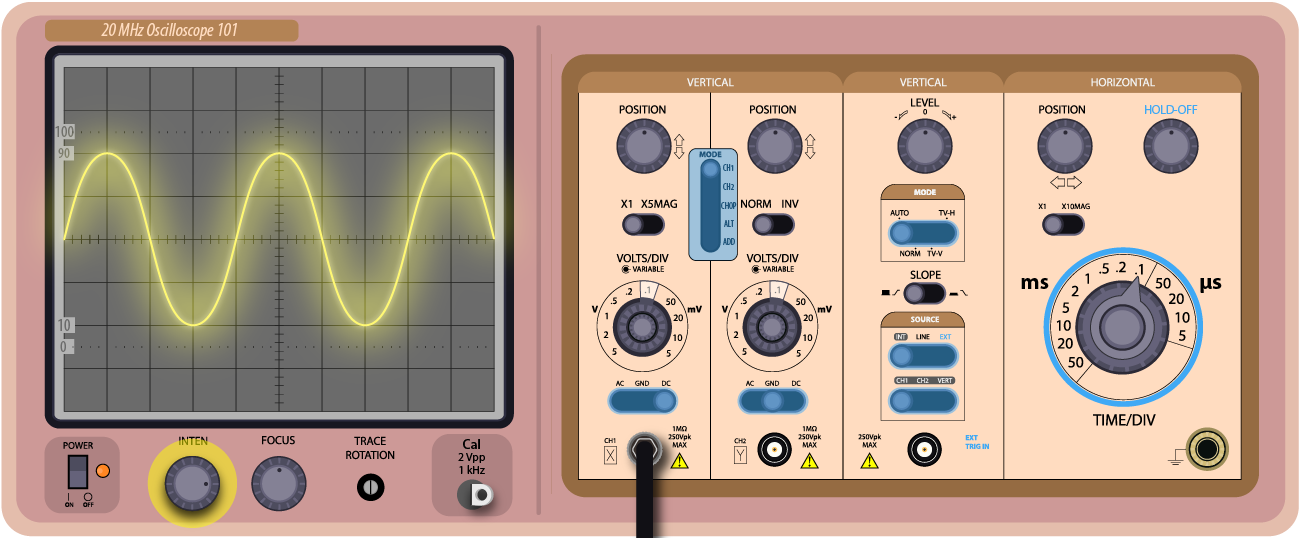 20 MHz Oscilloscope 101
100
90
10
0
POWER
ON OFF
INTEN
FOCUS
TRACE
ROTATION
Cal
2 Vpp
1 kHz
VERTICAL
POSITION
POSITION
MODE
CH1
CH2
CHOP
ALT
ADD
X1 X5MAG
NORM INV
VOLTS/DIV
VARIABLE
V
mV
.1
.2
.5
1
2
5
50
20
10
5
VOLTS/DIV
VARIABLE
V
mV
.1
.2
.5
1
2
5
50
20
10
5
AC GND DC
AC GND DC
CH1
X
1MΩ
250Vpk
MAX
CH2
Y
1MΩ
250Vpk
MAX
VERTICAL
LEVEL
- 0 +
MODE
AUTO TV-H
NORM TV-V
SLOPE
SOURCE
INT LINE EXT
CH1 CH2 VERT
250Vpk
MAX
EXT
TRIG IN
HORIZONTAL
POSITION
HOLD-OFF
X1 X10MAG
ms
µs
.1
.2
.5
1
2
5
10
20
50
50
20
10
5
TIME/DIV